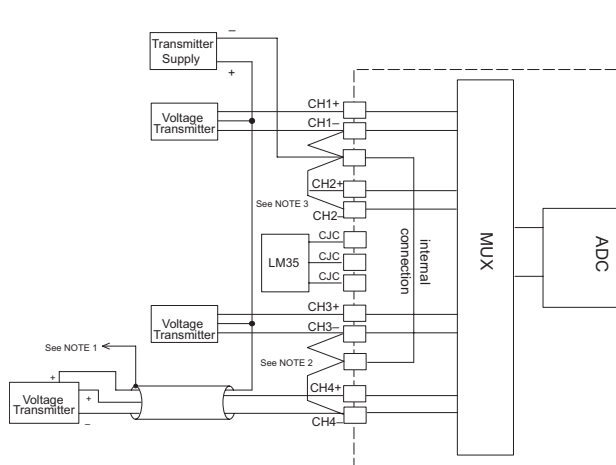 –
Transmitter
Supply
+
CH1+
Voltage
Transmitter
CH1–
CH2+
See NOTE 3
CH2–
CJC
LM35
CJC
CJC
internal
connection
MUX
ADC
CH3+
Voltage
Transmitter
CH3–
See NOTE 1
See NOTE 2
+
CH4+
Voltage
Transmitter
+
–
CH4–